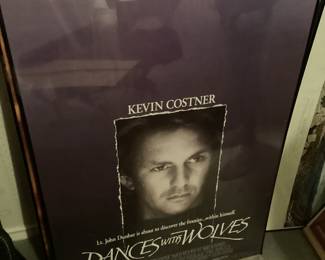 KEVIN COSTNER
Lt. John Dunbar is about to discover the frontier...within himself.
DANCES WITH WOLVES